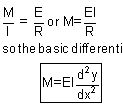 M/I = E/R or M= EI/R
so the basic differenti
M=EI d²y/dx²